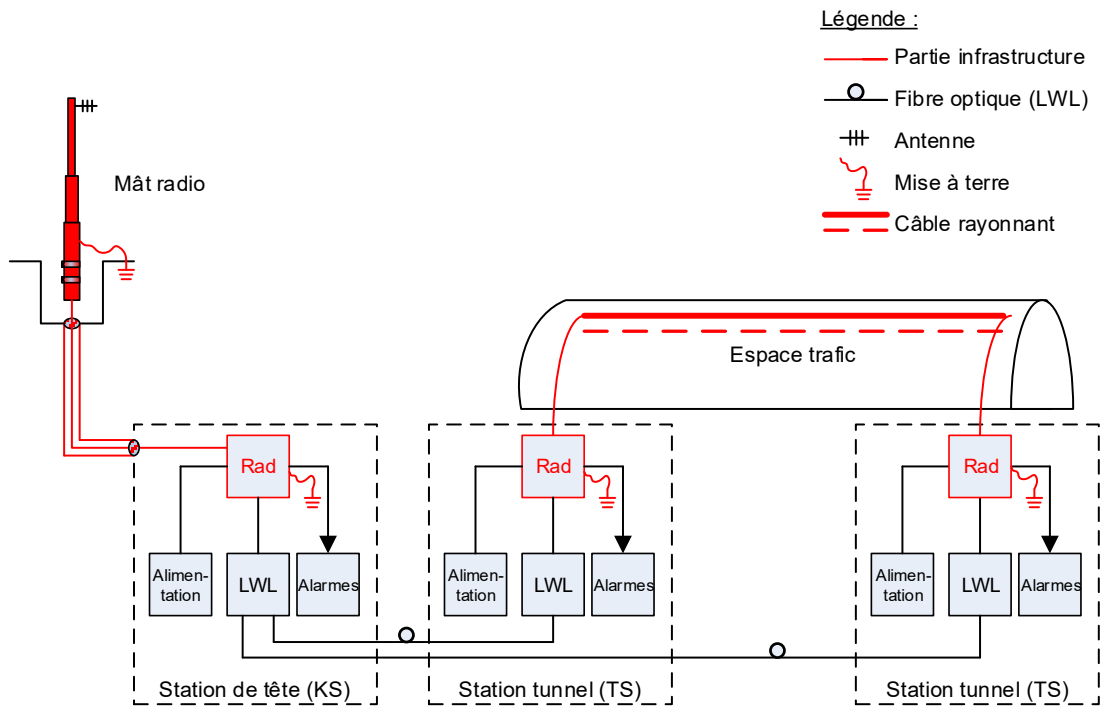 Légende :
Partie infrastructure
Fibre optique (LWL)
Antenne
Mise à terre
Câble rayonnant
Mât radio
Espace trafic
Rad
Alimen-
tation
LWL
Alarmes
Station de tête (KS)
Rad
Alimen-
tation
LWL
Alarmes
Station tunnel (TS)
Rad
Alimen-
tation
LWL
Alarmes
Station tunnel (TS)